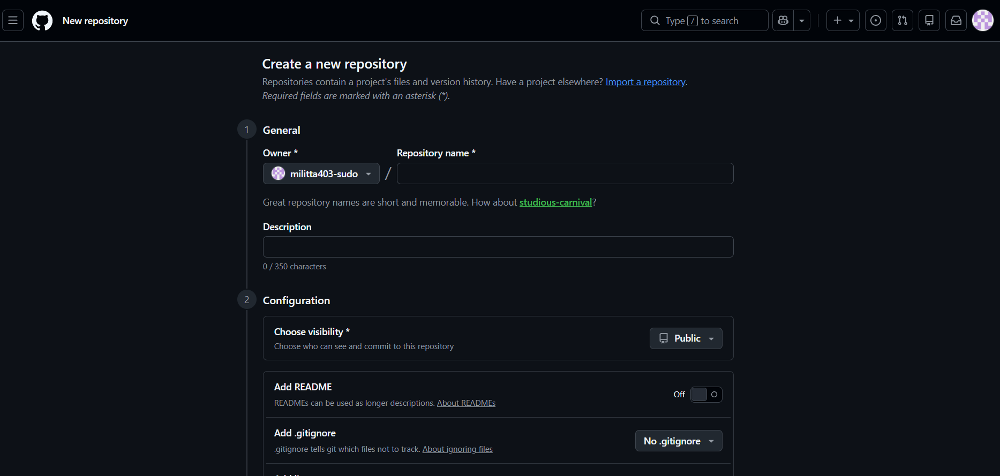 New repository
Type / to search
Create a new repository
Repositories contain a project's files and version history. Have a project elsewhere? Import a repository.
Required fields are marked with an asterisk (*).
1 General
Owner * Repository name *
militta403-sudo /
Great repository names are short and memorable. How about studious-carnival?
Description
0 / 350 characters
2 Configuration
Choose visibility *
Choose who can see and commit to this repository
Public
Add README
READMEs can be used as longer descriptions. About READMEs
Off
Add .gitignore
.gitignore tells git which files not to track. About ignoring files
No .gitignore